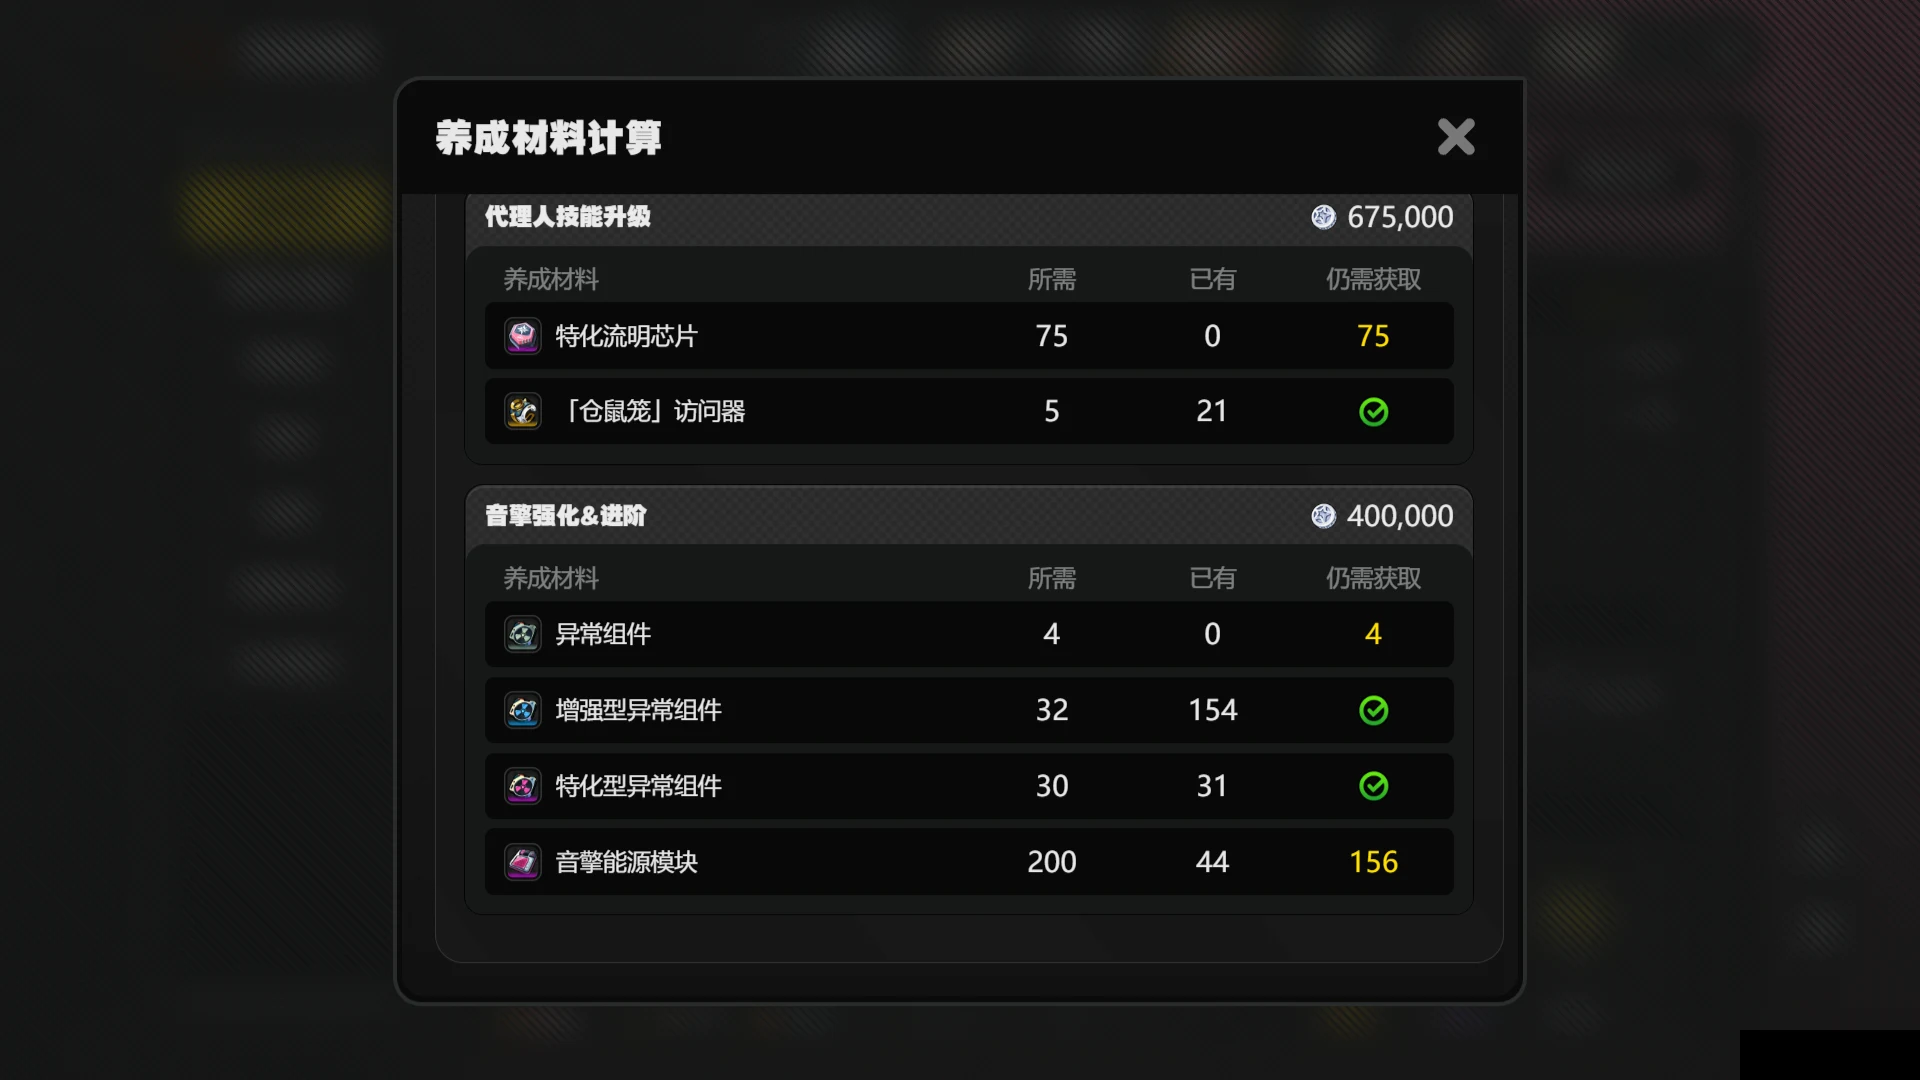 养成材料计算
代理人技能升级 675,000
养成材料 所需 已有 仍需获取
特化流明芯片 75 0 75
「仓鼠笼」访问器 5 21
音擎强化&进阶 400,000
养成材料 所需 已有 仍需获取
异常组件 4 0 4
增强型异常组件 32 154
特化型异常组件 30 31
音擎能源模块 200 44 156